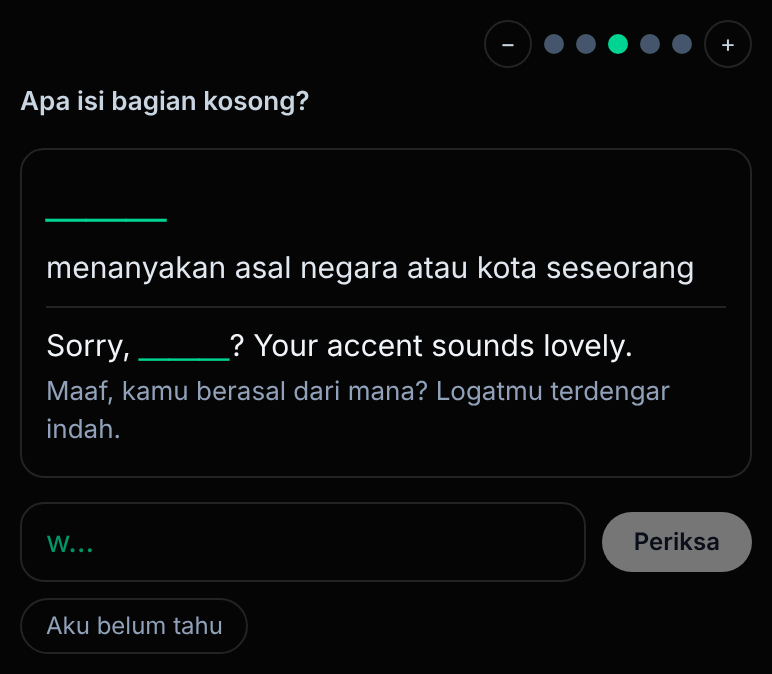 − +
Apa isi bagian kosong?
______
menanyakan asal negara atau kota seseorang
Sorry, ______? Your accent sounds lovely.
Maaf, kamu berasal dari mana? Logatmu terdengar
indah.
w...
Periksa
Aku belum tahu